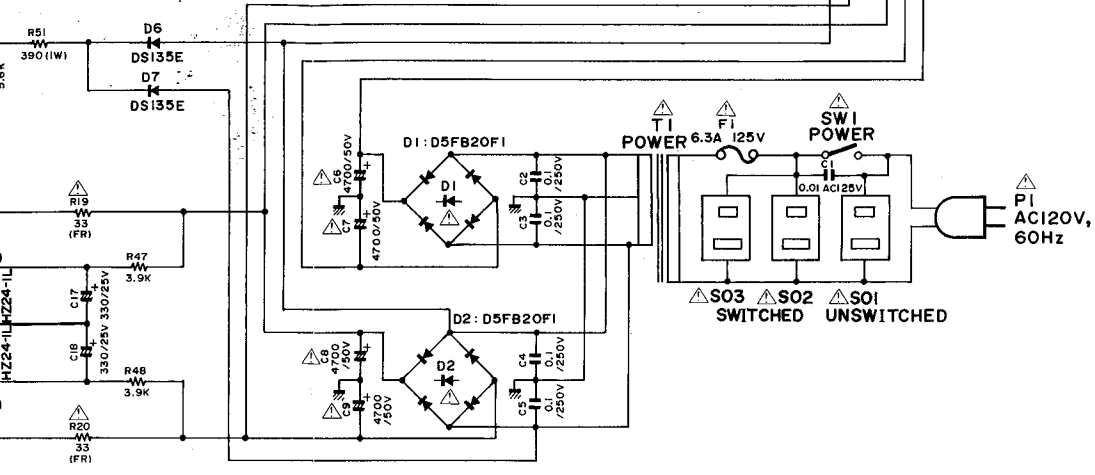 R51
390(1W)
D6
DS135E
D7
DS135E
5.6K
T1
POWER
F1
6.3A 125V
SW1
POWER
C1
0.01 AC125V
D1:D5FB20F1
C6
4700/50V
C7
4700/50V
D1
C2
0.1
/250V
C3
0.1
/250V
P1
AC120V,
60Hz
R19
33
(FR)
R47
3.9K
C17
330/25V
HZ24-1L
C18
330/25V
HZ24-1L
SO3
SO2
SO1
SWITCHED
UNSWITCHED
D2:D5FB20F1
C8
4700
/50V
C9
4700
/50V
D2
C4
0.1
/250V
C5
0.1
/250V
R48
3.9K
R20
33
(FR)